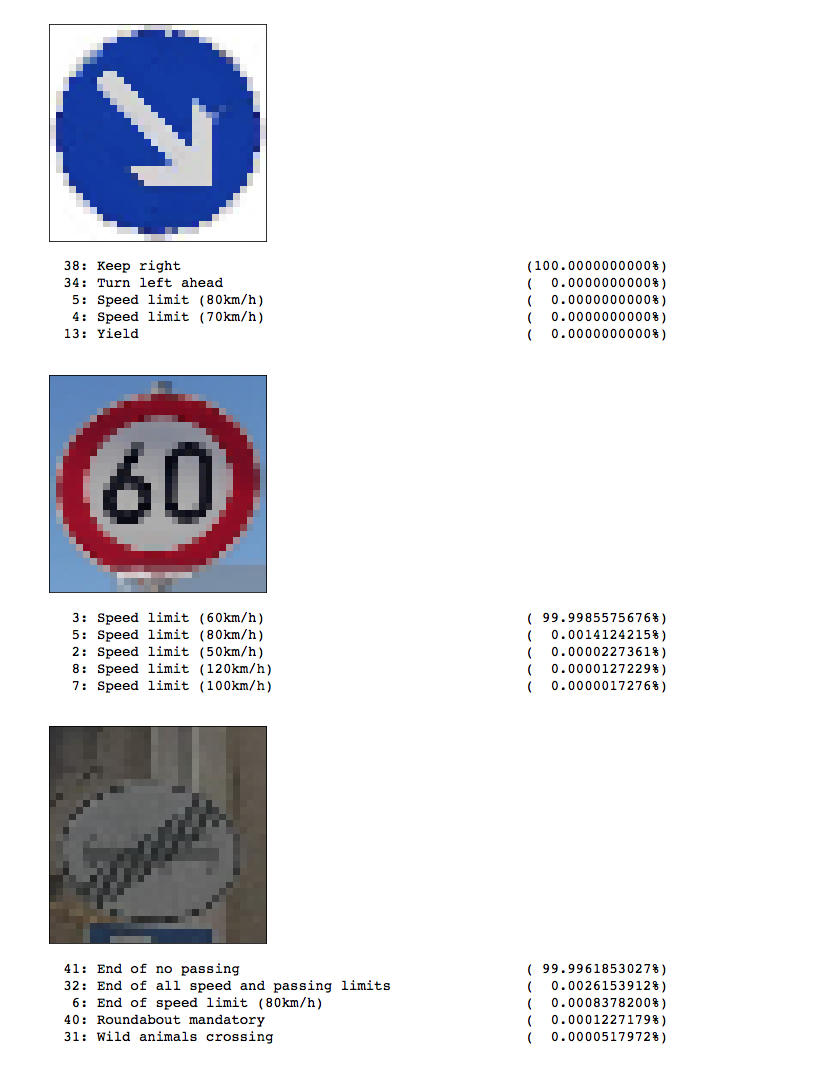 38: Keep right (100.0000000000%)
34: Turn left ahead (  0.0000000000%)
5: Speed limit (80km/h) (  0.0000000000%)
4: Speed limit (70km/h) (  0.0000000000%)
13: Yield (  0.0000000000%)
60
3: Speed limit (60km/h) ( 99.9985575676%)
5: Speed limit (80km/h) (  0.0014124215%)
2: Speed limit (50km/h) (  0.0000227361%)
8: Speed limit (120km/h) (  0.0000127229%)
7: Speed limit (100km/h) (  0.0000017276%)
41: End of no passing ( 99.9961853027%)
32: End of all speed and passing limits (  0.0026153912%)
6: End of speed limit (80km/h) (  0.0008378200%)
40: Roundabout mandatory (  0.0001227179%)
31: Wild animals crossing (  0.0000517972%)